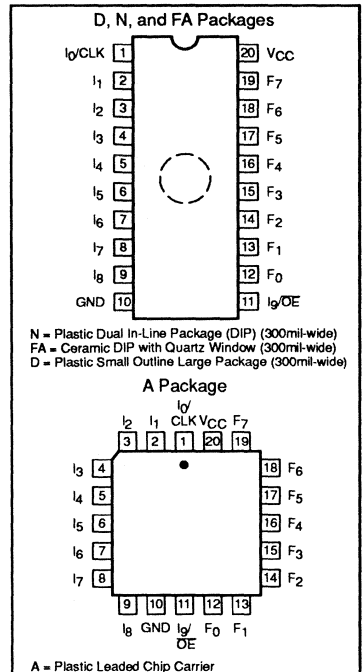 D, N, and FA Packages
I0/CLK 1 20 VCC
I1 2 19 F7
I2 3 18 F6
I3 4 17 F5
I4 5 16 F4
I5 6 15 F3
I6 7 14 F2
I7 8 13 F1
I8 9 12 F0
GND 10 11 I9/OE
N = Plastic Dual In-Line Package (DIP) (300mil-wide)
FA = Ceramic DIP with Quartz Window (300mil-wide)
D = Plastic Small Outline Large Package (300mil-wide)
A Package
I0/
I2 I1 CLK VCC F7
3 2 1 20 19
I3 4 18 F6
I4 5 17 F5
I5 6 16 F4
I6 7 15 F3
I7 8 14 F2
9 10 11 12 13
I8 GND I9/ F0 F1
OE
A = Plastic Leaded Chip Carrier